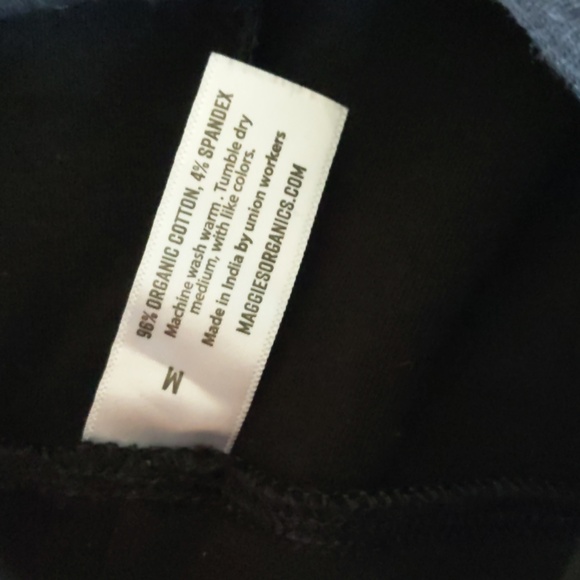 96% ORGANIC COTTON, 4% SPANDEX
Machine wash warm · Tumble dry
medium, with like colors.
Made in India by union workers
MAGGIESORGANICS.COM
M